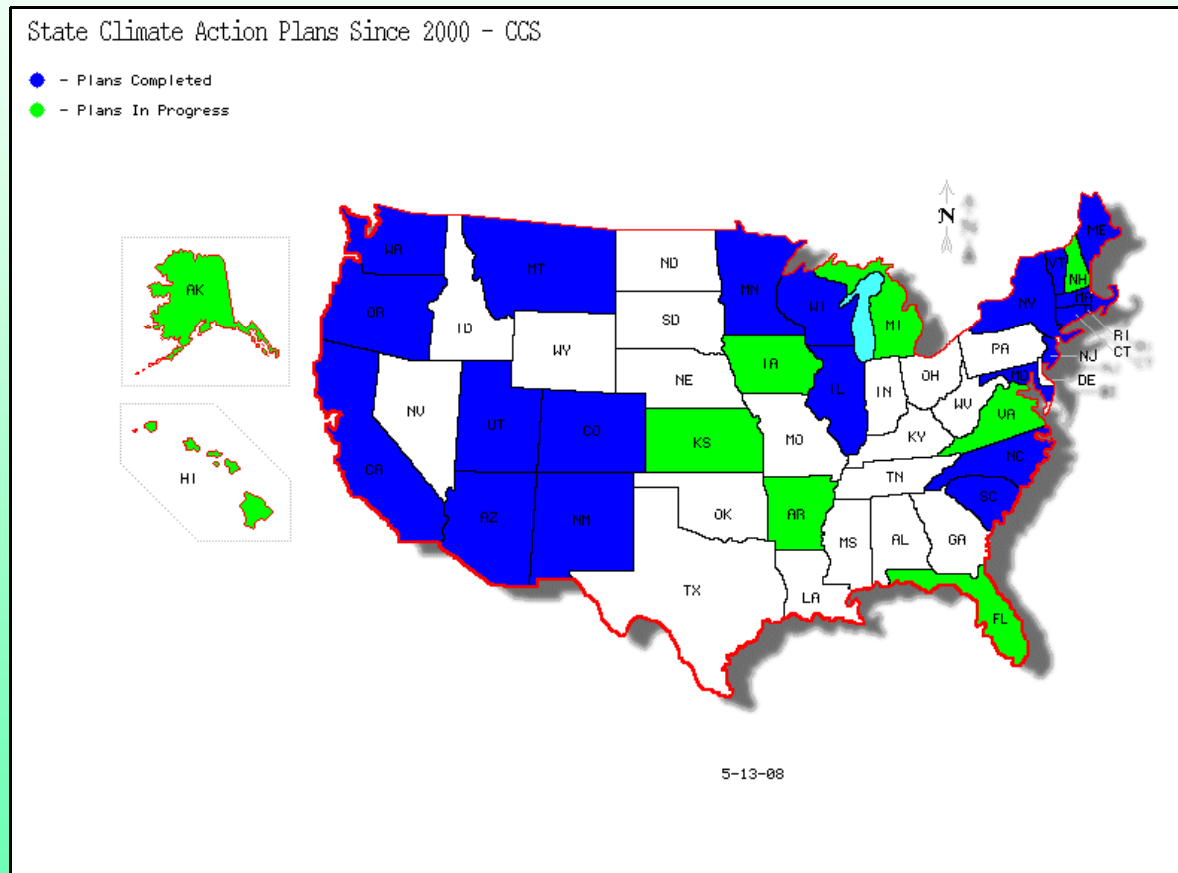 State Climate Action Plans Since 2000 - CCS
- Plans Completed
- Plans In Progress
N
ME
WA
MT
ND
VT
NH
MN
AK
WI
NY
MA
OR
SD
MI
ID
RI
WY
PA
CT
NJ
IA
OH
MD
DE
NE
IL
IN
NV
WV
VA
UT
CO
KS
MO
KY
NC
CA
HI
TN
SC
AZ
NM
OK
AR
MS
AL
GA
TX
LA
FL
5-13-08